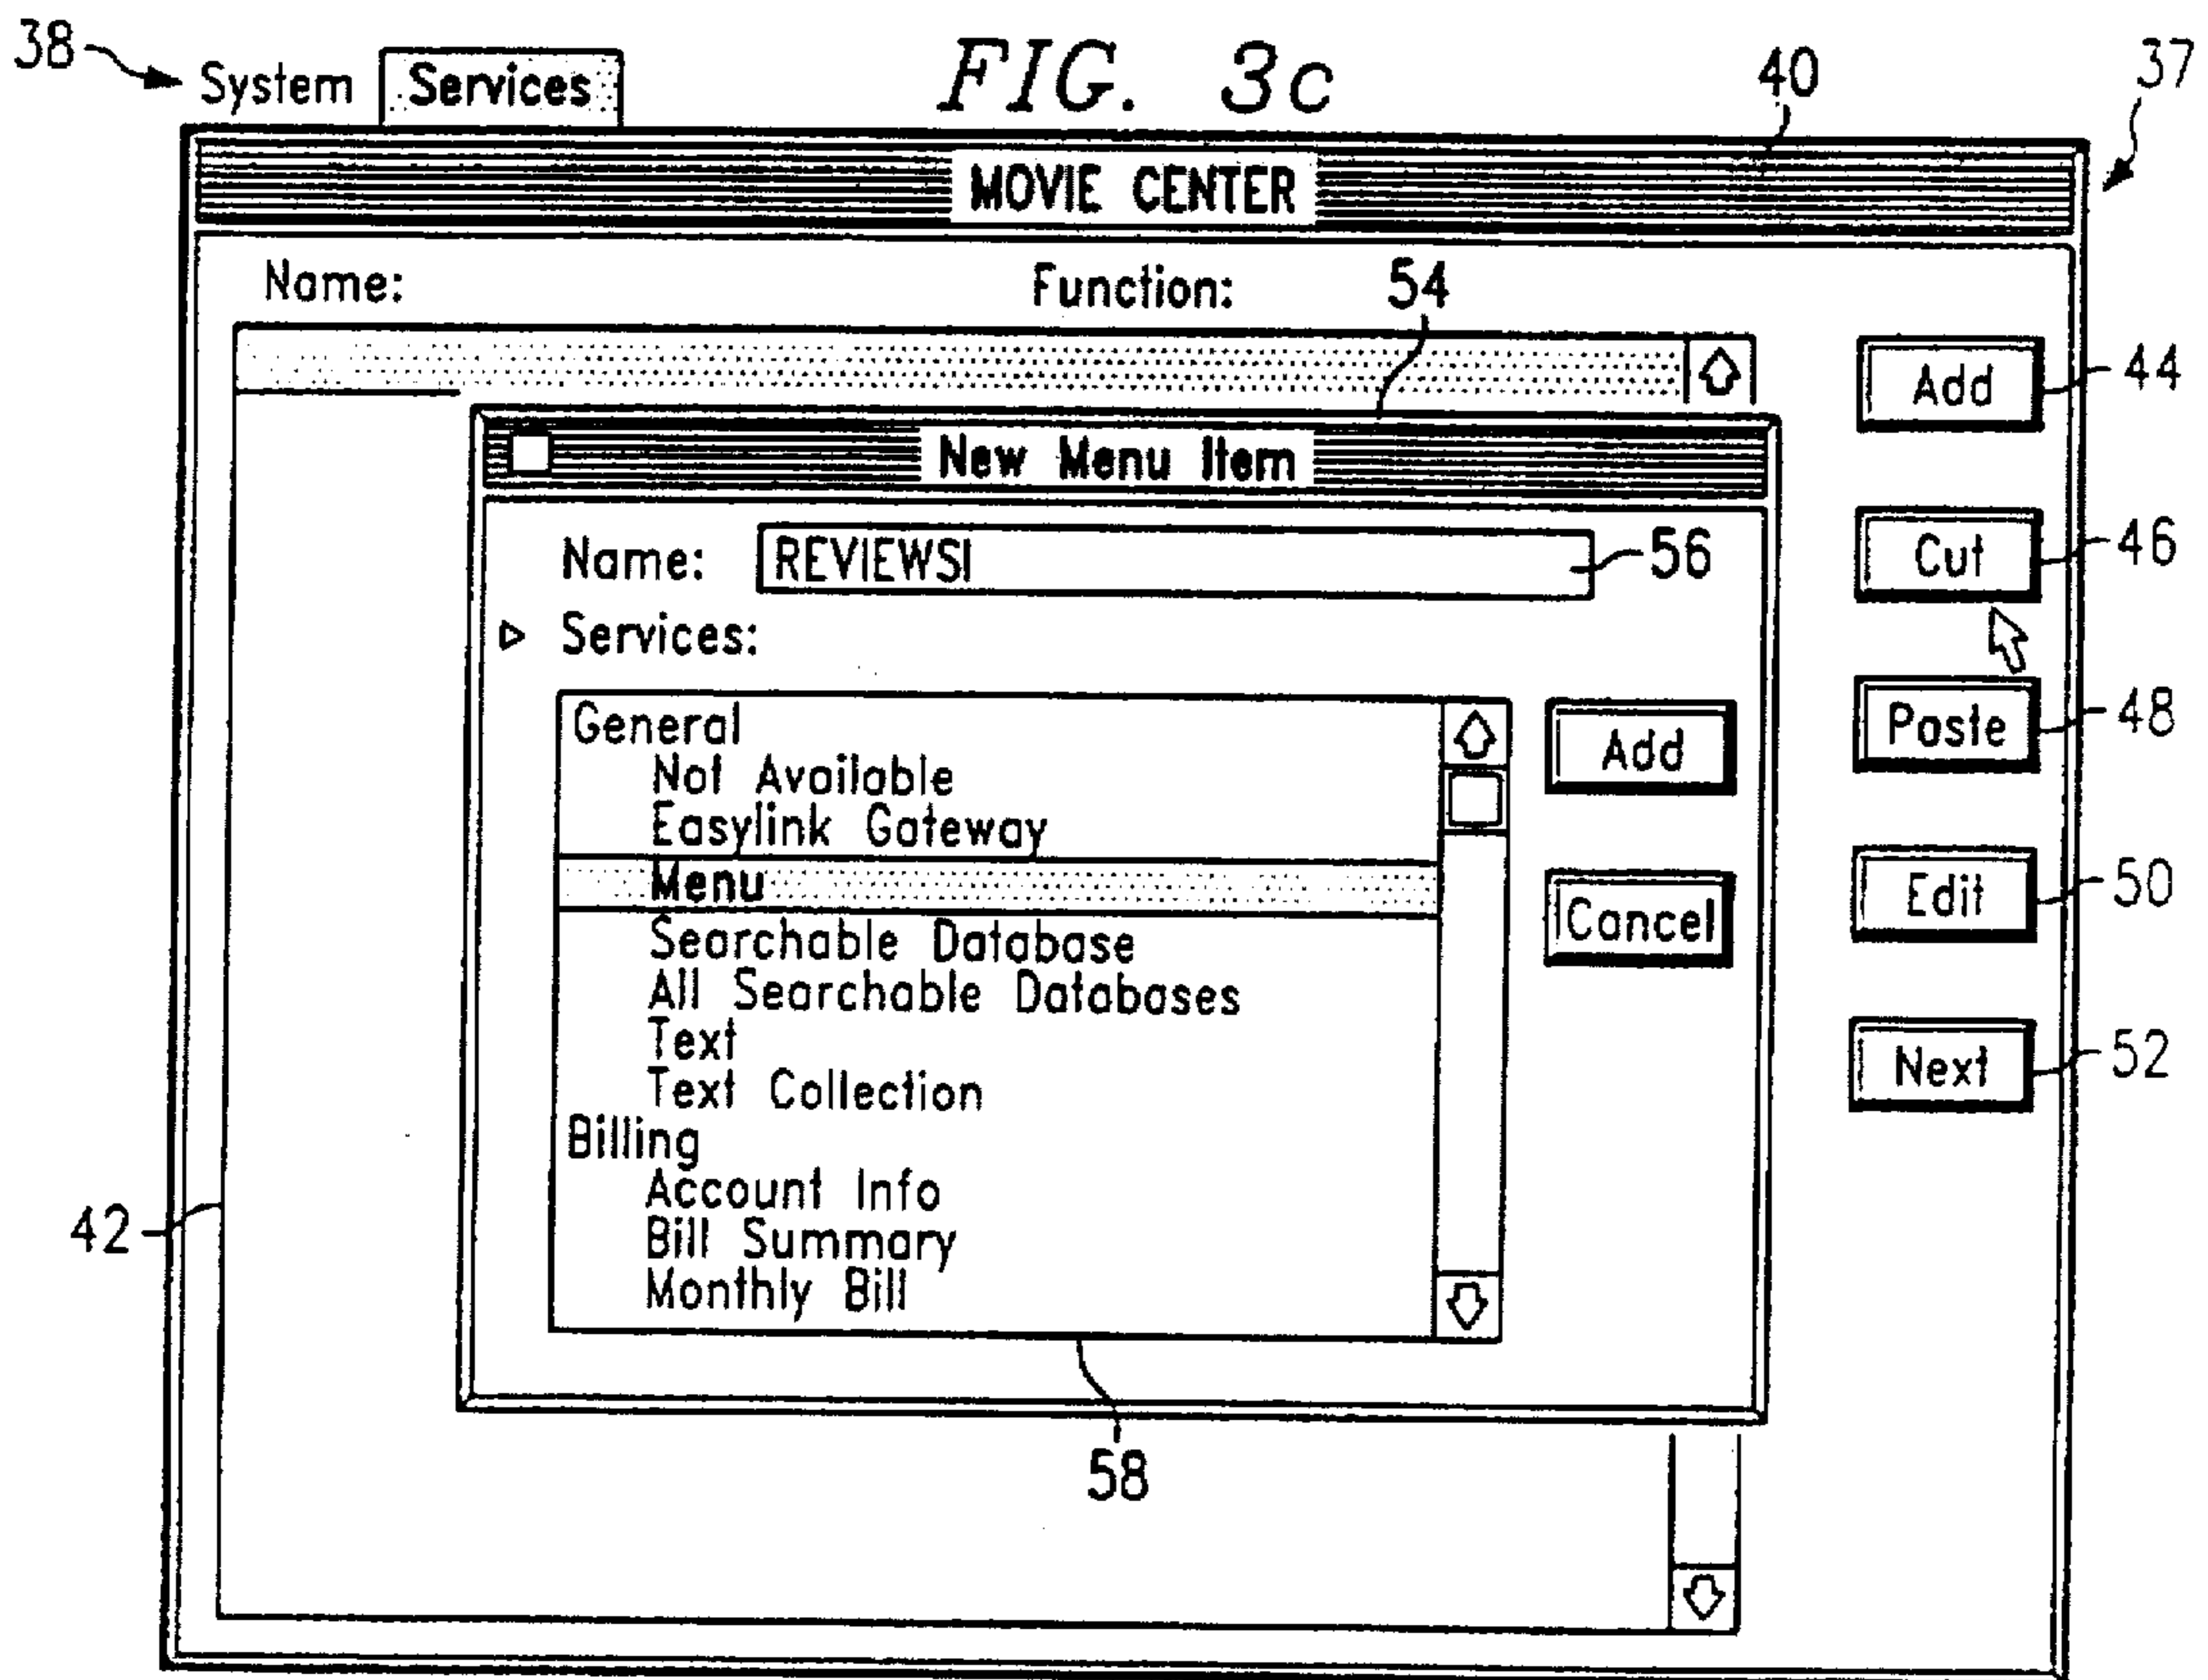 FIG. 3c
38 System Services 40 37
MOVIE CENTER
Name: Function: 54
Add 44
New Menu Item
Name: REVIEWSI 56
Cut 46
Services:
General
Not Available
Easylink Gateway
Menu
Searchable Database
All Searchable Databases
Text
Text Collection
Billing
Account Info
Bill Summary
Monthly Bill
Add
Cancel
Paste 48
Edit 50
Next 52
42
58